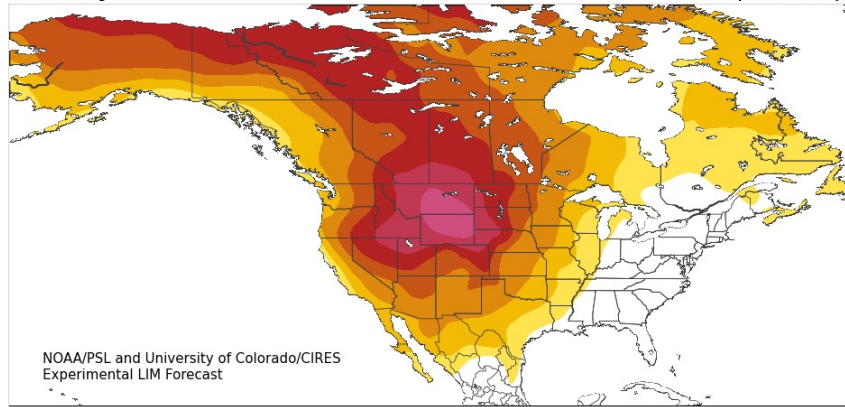 NOAA/PSL and University of Colorado/CIRES
Experimental LIM Forecast